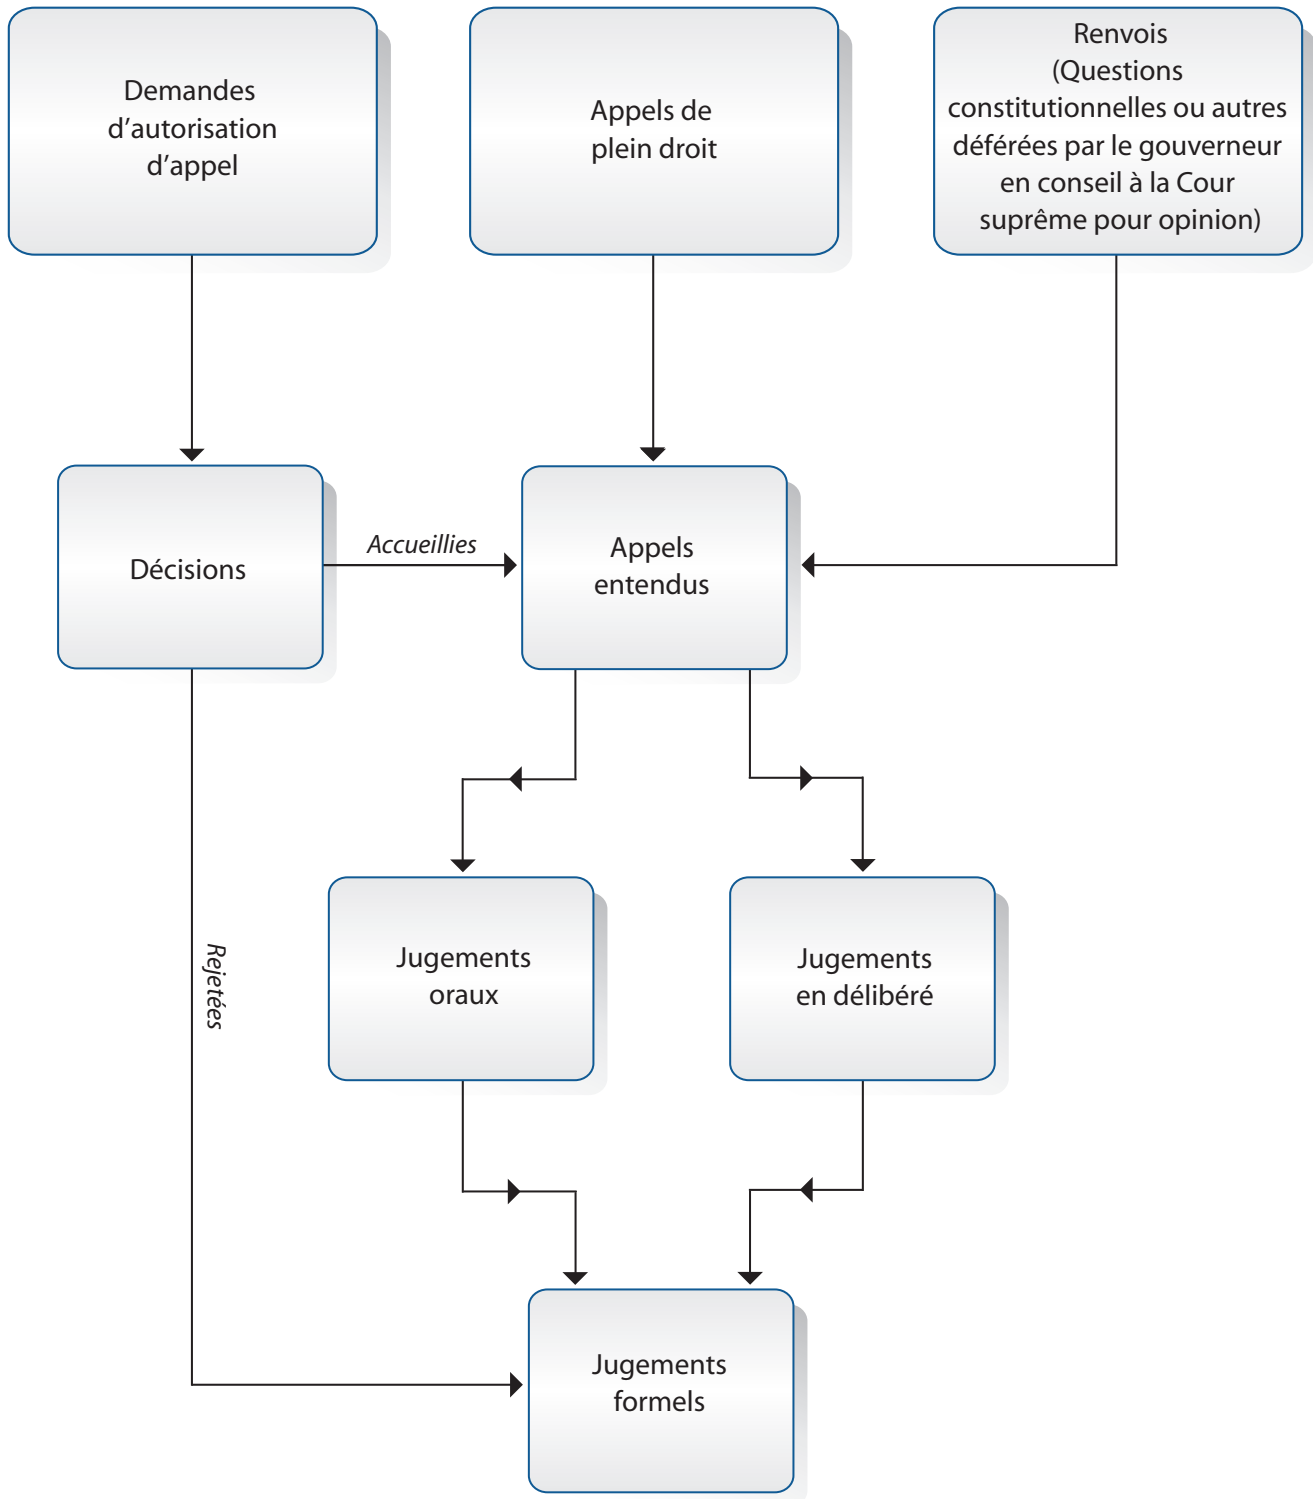 Demandes
d'autorisation
d'appel
Appels de
plein droit
Renvois
(Questions
constitutionnelles ou autres
déférées par le gouverneur
en conseil à la Cour
suprême pour opinion)
Décisions
Accueillies
Appels
entendus
Rejetées
Jugements
oraux
Jugements
en délibéré
Jugements
formels